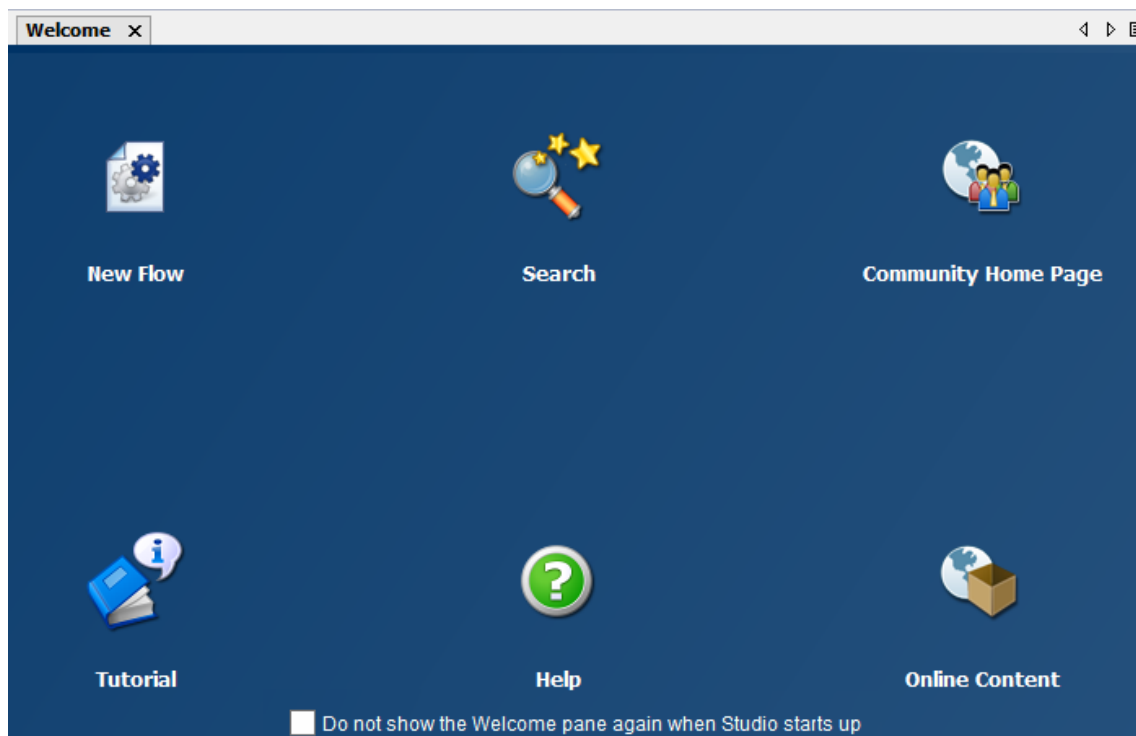 Welcome
New Flow
Search
Community Home Page
Tutorial
Help
Online Content
Do not show the Welcome pane again when Studio starts up